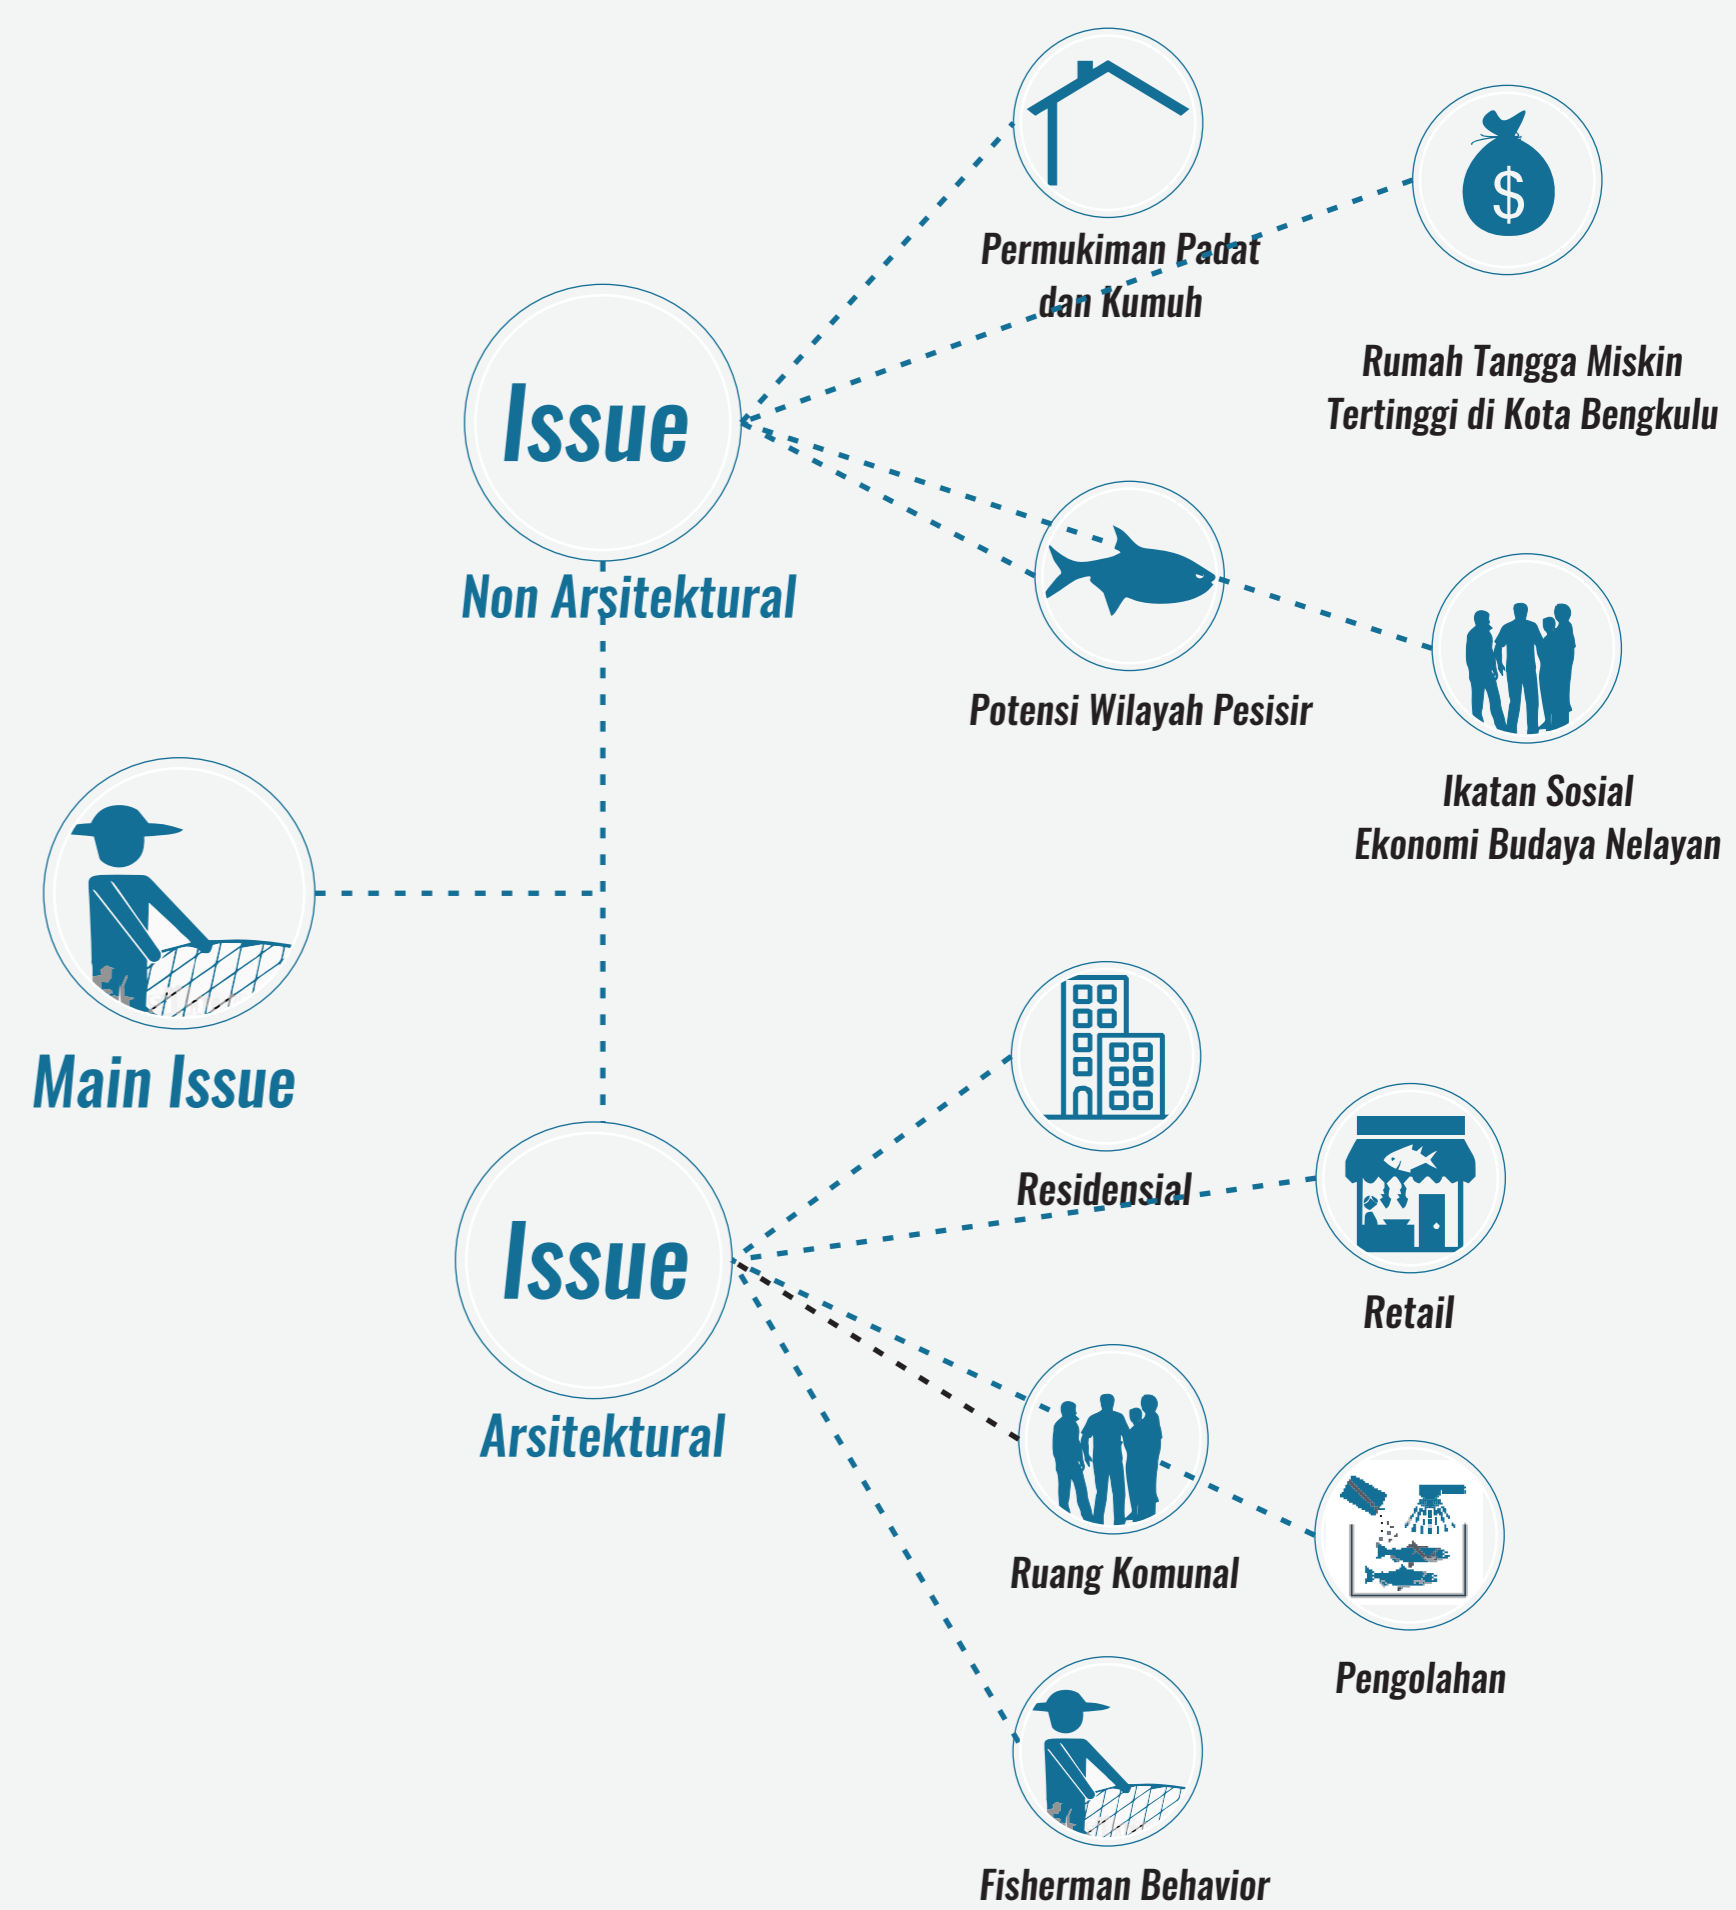 Permukiman Padat
dan Kumuh
$
Rumah Tangga Miskin
Tertinggi di Kota Bengkulu
Issue
Non Arsitektural
Potensi Wilayah Pesisir
Ikatan Sosial
Ekonomi Budaya Nelayan
Main Issue
Issue
Arsitektural
Residensial
Retail
Ruang Komunal
Pengolahan
Fisherman Behavior